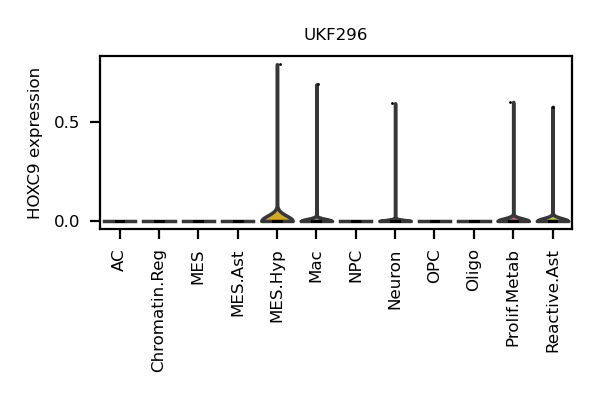 UKF296
HOXC9 expression
0.5
0.0
AC
Chromatin.Reg
MES
MES.Ast
MES.Hyp
Mac
NPC
Neuron
OPC
Oligo
Prolif.Metab
Reactive.Ast